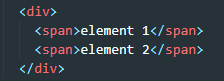 <div>
  <span>element 1</span>
  <span>element 2</span>
</div>